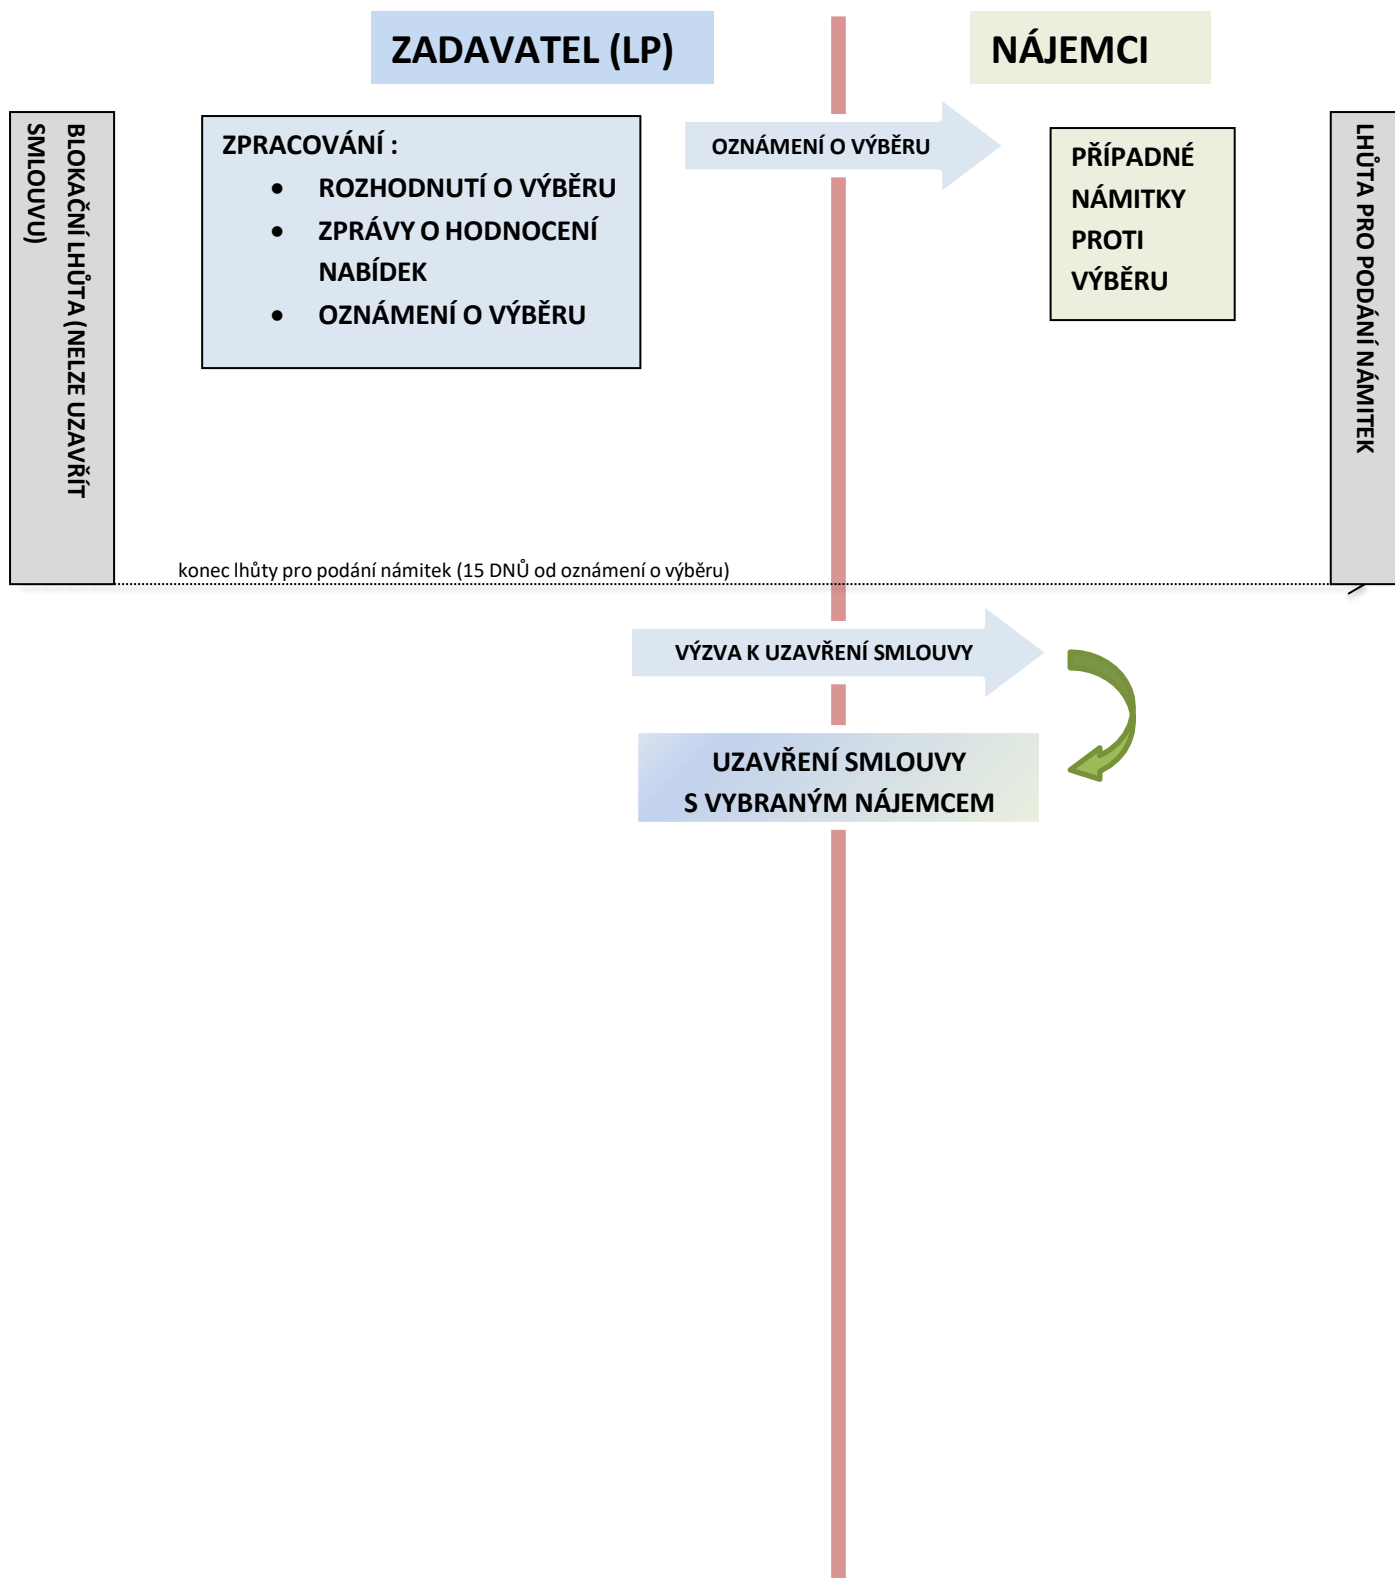 ZADAVATEL (LP)
NÁJEMCI
BLOKAČNÍ LHŮTA (NELZE UZAVŘÍT
SMLOUVU)
ZPRACOVÁNÍ :
• ROZHODNUTÍ O VÝBĚRU
• ZPRÁVY O HODNOCENÍ
NABÍDEK
• OZNÁMENÍ O VÝBĚRU
OZNÁMENÍ O VÝBĚRU
PŘÍPADNÉ
NÁMITKY
PROTI
VÝBĚRU
LHŮTA PRO PODÁNÍ NÁMITEK
konec lhůty pro podání námitek (15 DNŮ od oznámení o výběru)
VÝZVA K UZAVŘENÍ SMLOUVY
UZAVŘENÍ SMLOUVY
S VYBRANÝM NÁJEMCEM